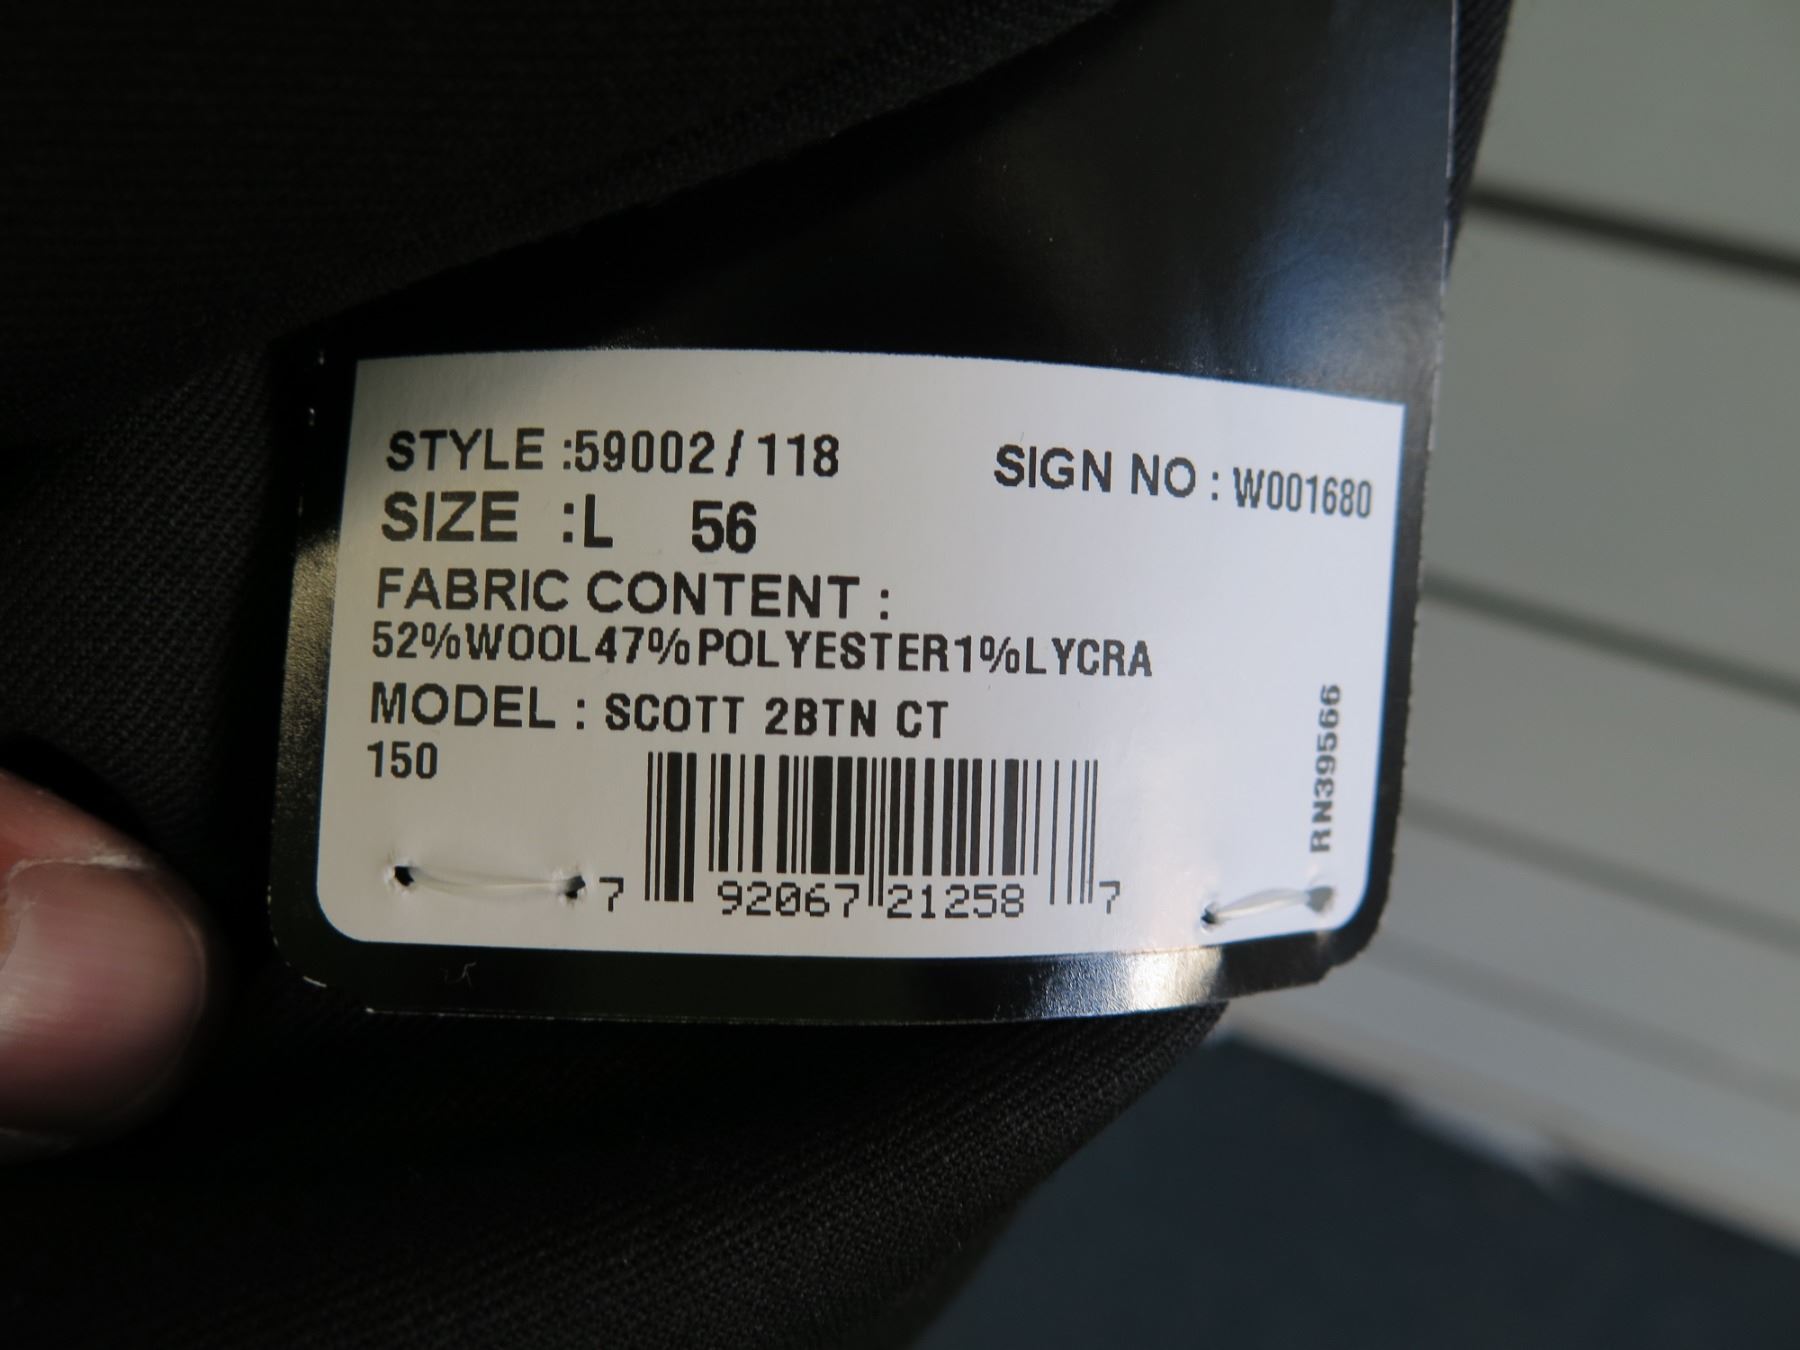 STYLE :59002/118
SIGN NO : W001680
SIZE :L 56
FABRIC CONTENT :
52%WOOL47%POLYESTER1%LYCRA
MODEL : SCOTT 2BTN CT
150
7 92067 21258 7
RN39566